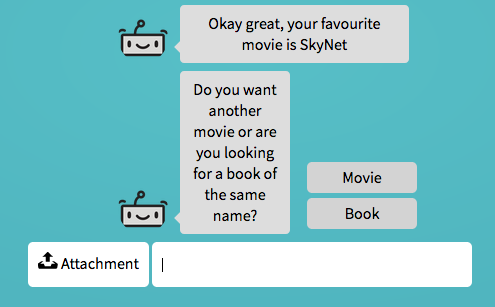 Okay great, your favourite
movie is SkyNet
Do you want
another
movie or are
you looking
for a book of
the same
name?
Movie
Book
Attachment